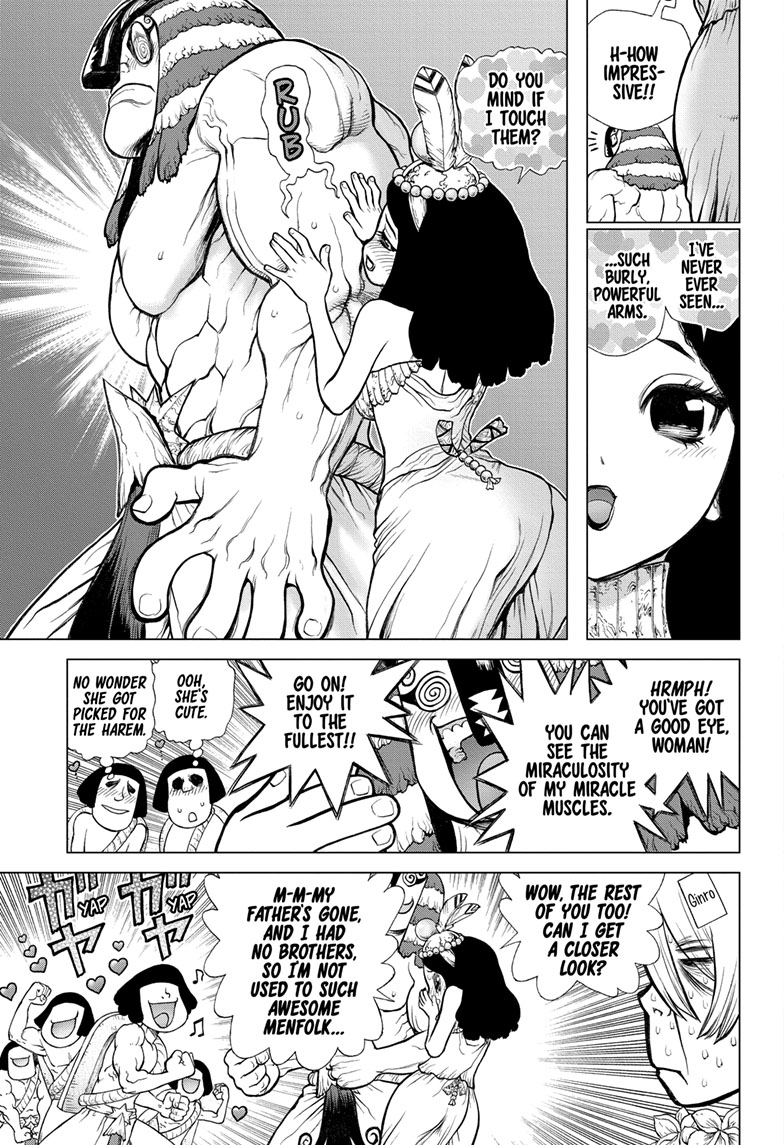 H-HOW
IMPRES-
SIVE!!
I'VE
NEVER
EVER
SEEN...
...SUCH
BURLY,
POWERFUL
ARMS.
DO YOU
MIND IF
I TOUCH
THEM?
RUB
HRMPH!
YOU'VE GOT
A GOOD EYE,
WOMAN!
YOU CAN
SEE THE
MIRACULOSITY
OF MY MIRACLE
MUSCLES.
GO ON!
ENJOY IT
TO THE
FULLEST!!
OOH,
SHE'S
CUTE.
NO WONDER
SHE GOT
PICKED FOR
THE HAREM.
Ginro
WOW, THE REST
OF YOU TOO!
CAN I GET
A CLOSER
LOOK?
M-M-MY
FATHER'S GONE,
AND I HAD
NO BROTHERS,
SO I'M NOT
USED TO SUCH
AWESOME
MENFOLK...
ガヤ
YAP
ガヤ
YAP